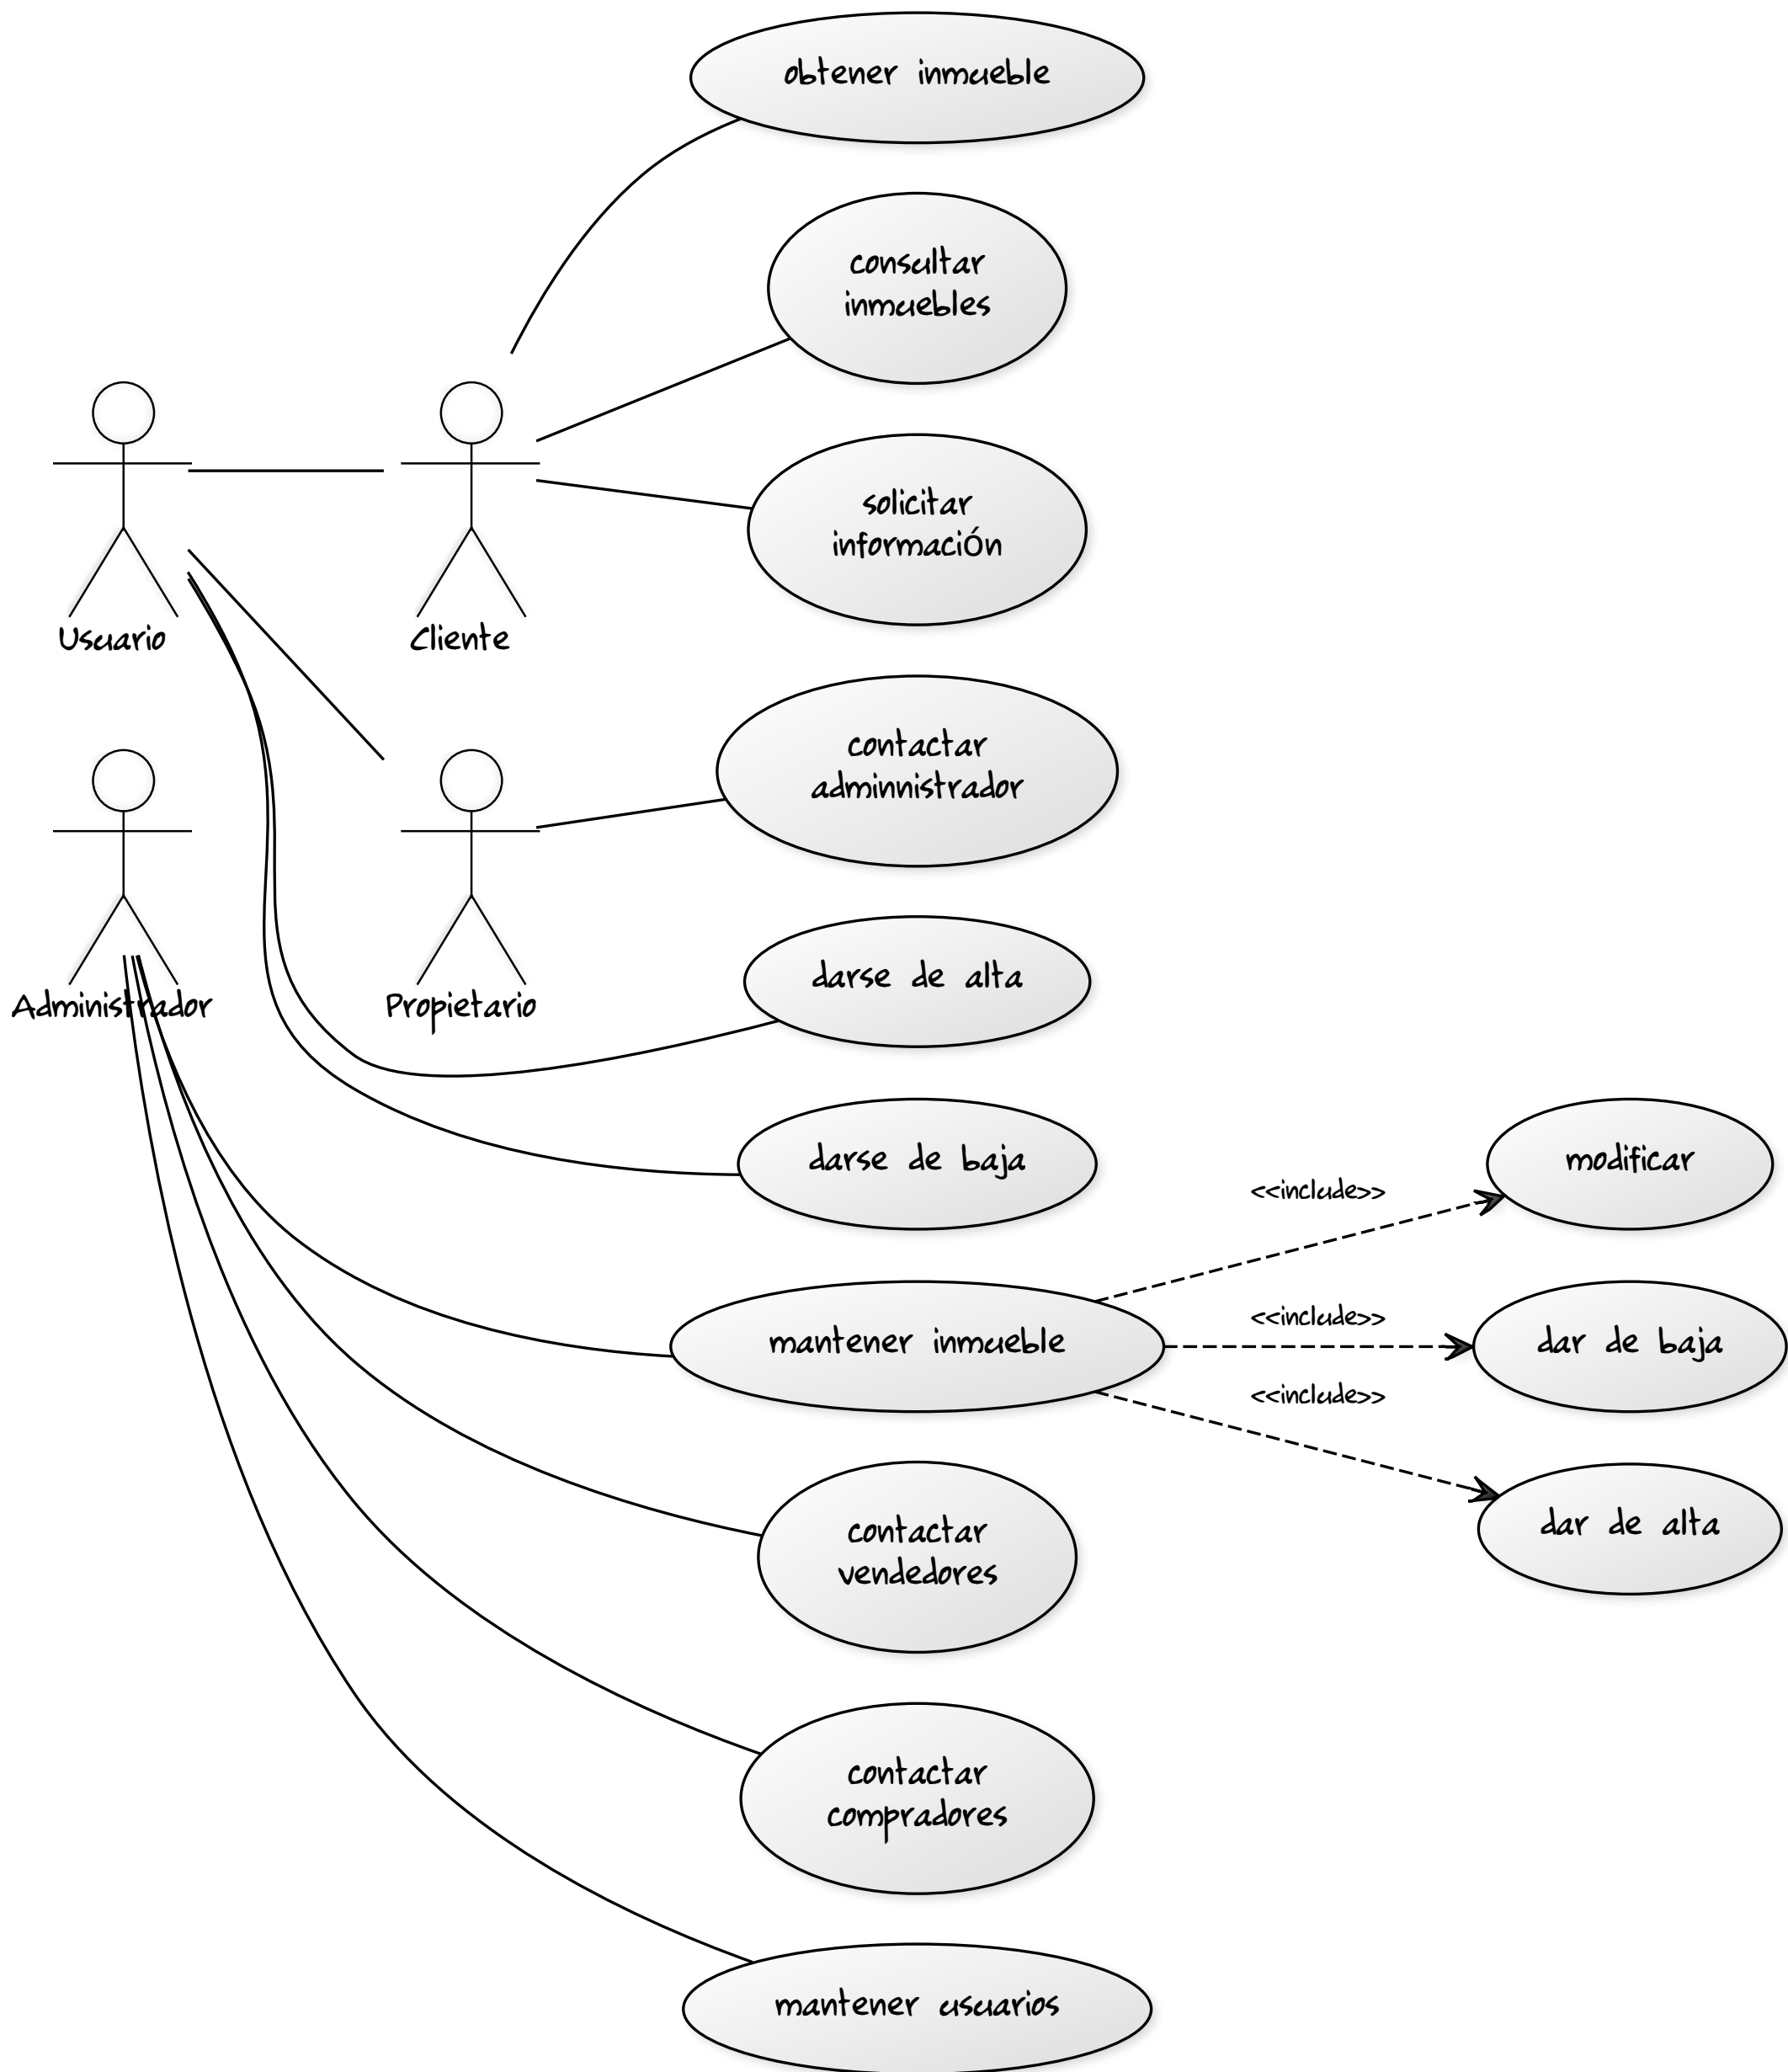 obtener inmueble
consultar
inmuebles
solicitar
información
Usuario
Cliente
contactar
administrador
darse de alta
Administrador
Propietario
darse de baja
modificar
<<include>>
mantener inmueble
<<include>>
dar de baja
<<include>>
dar de alta
contactar
vendedores
contactar
compradores
mantener usuarios